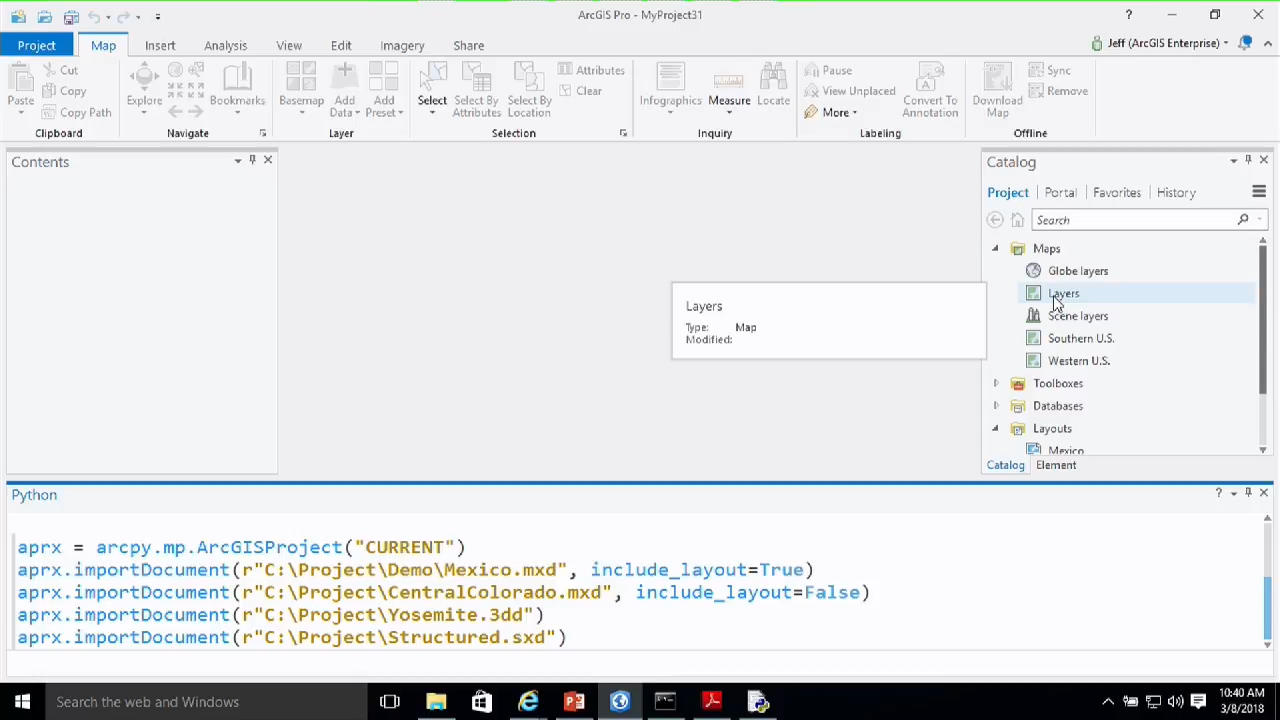 ArcGIS Pro - MyProject31
?
Project Map Insert Analysis View Edit Imagery Share
Jeff (ArcGIS Enterprise)
Paste
Cut
Copy
Copy Path
Clipboard
Explore
Bookmarks
Navigate
Basemap
Add Data
Add Preset
Layer
Select
Select By Attributes
Select By Location
Attributes
Clear
Selection
Infographics
Measure
Locate
Inquiry
Pause
View Unplaced
More
Convert To Annotation
Labeling
Download Map
Sync
Remove
Offline
Contents
Layers
Type: Map
Modified:
Catalog
Project Portal Favorites History
Search
Maps
Globe layers
Layers
Scene layers
Southern U.S.
Western U.S.
Toolboxes
Databases
Layouts
Mexico
Catalog Element
Python
?
aprx = arcpy.mp.ArcGISProject("CURRENT")
aprx.importDocument(r"C:\Project\Demo\Mexico.mxd", include_layout=True)
aprx.importDocument(r"C:\Project\CentralColorado.mxd", include_layout=False)
aprx.importDocument(r"C:\Project\Yosemite.3dd")
aprx.importDocument(r"C:\Project\Structured.sxd")
Search the web and Windows
10:40 AM
3/8/2018